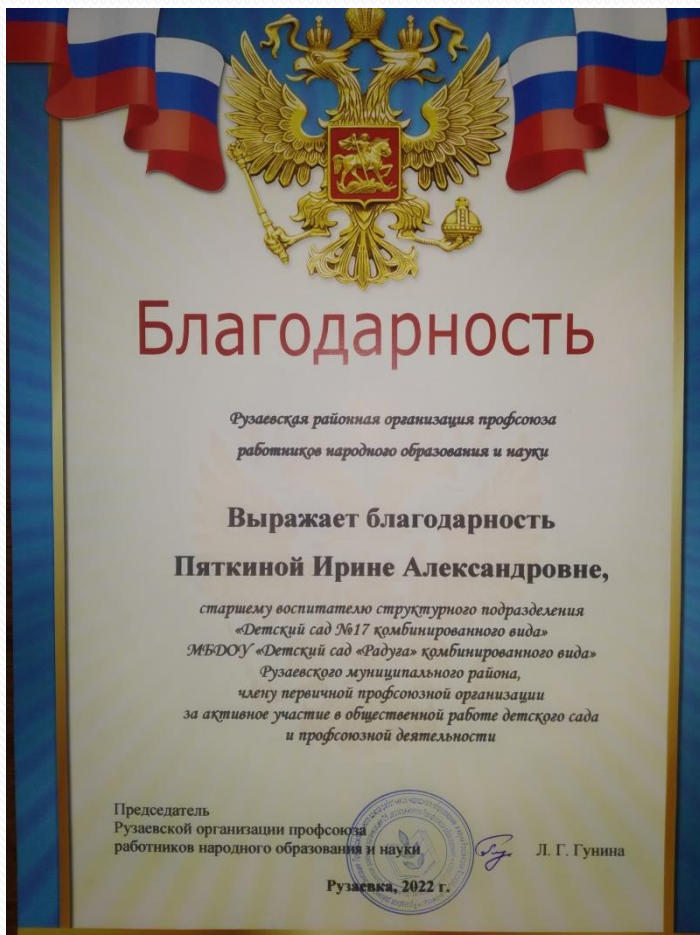 Благодарность
Рузаевская районная организация профсоюза
работников народного образования и науки
Выражает благодарность
Пяткиной Ирине Александровне,
старшему воспитателю структурного подразделения
«Детский сад №17 комбинированного вида»
МБДОУ «Детский сад «Радуга» комбинированного вида»
Рузаевского муниципального района,
члену первичной профсоюзной организации
за активное участие в общественной работе детского сада
и профсоюзной деятельности
Председатель
Рузаевской организации профсоюза
работников народного образования и науки
Л. Г. Гунина
Рузаевка, 2022 г.